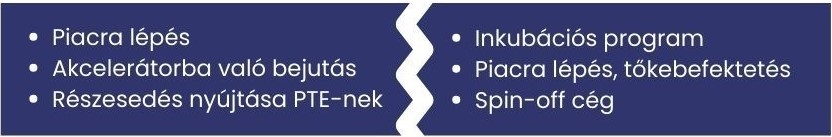 • Piacra lépés
• Akcelerátorba való bejutás
• Részesedés nyújtása PTE-nek
• Inkubációs program
• Piacra lépés, tőkebefektetés
• Spin-off cég